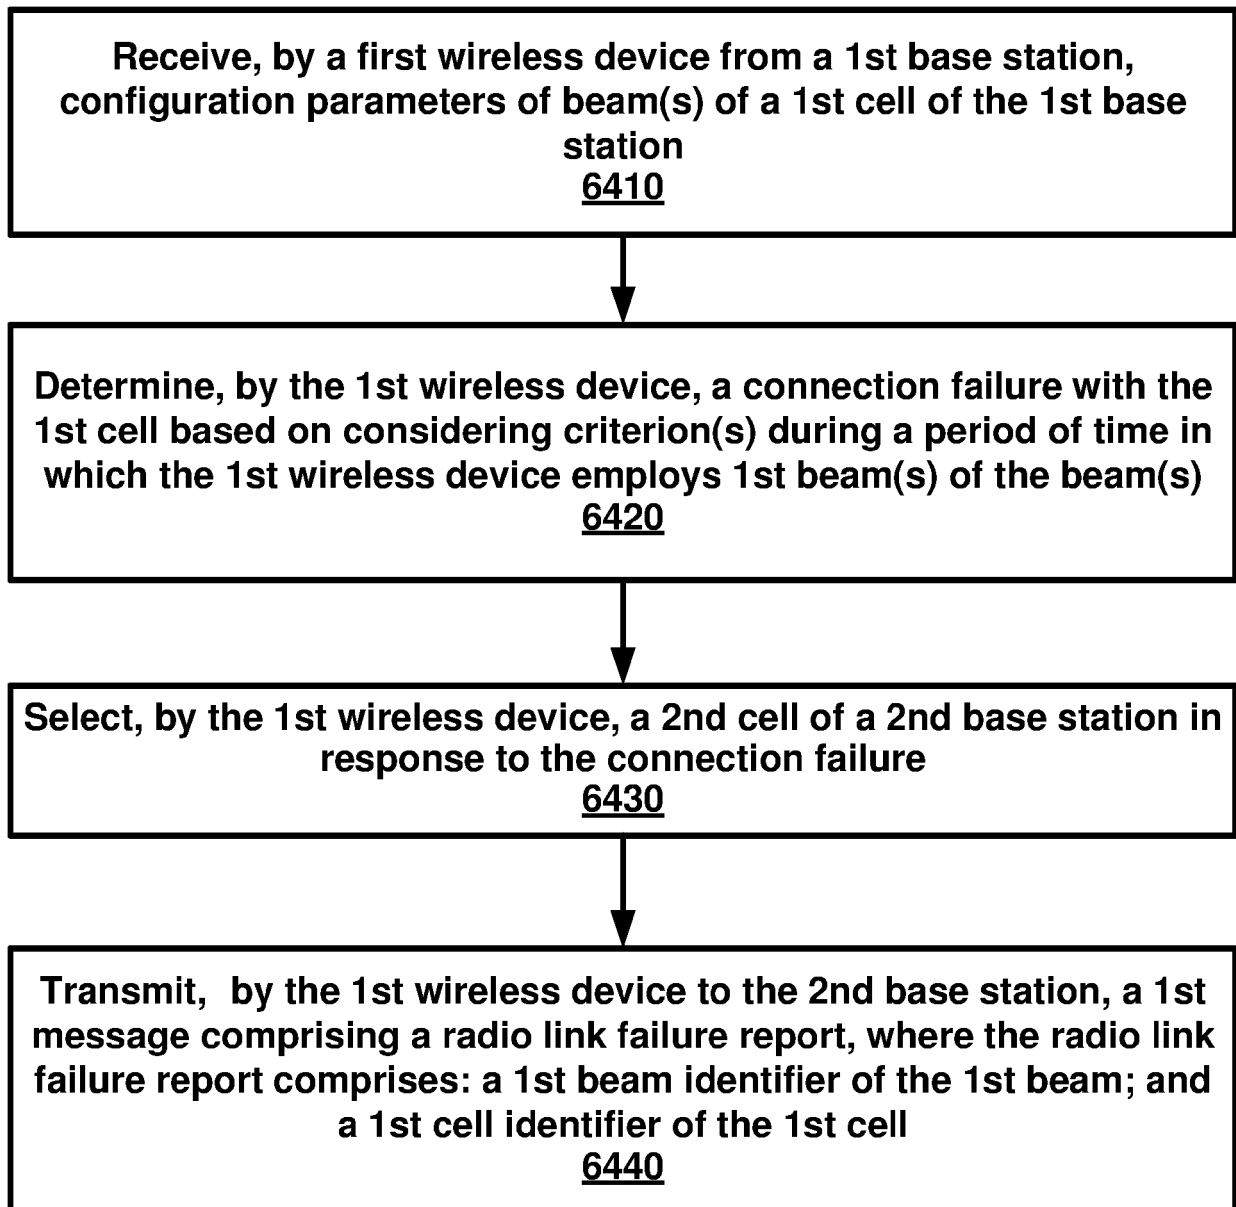 Receive, by a first wireless device from a 1st base station,
configuration parameters of beam(s) of a 1st cell of the 1st base
station
6410
Determine, by the 1st wireless device, a connection failure with the
1st cell based on considering criterion(s) during a period of time in
which the 1st wireless device employs 1st beam(s) of the beam(s)
6420
Select, by the 1st wireless device, a 2nd cell of a 2nd base station in
response to the connection failure
6430
Transmit,  by the 1st wireless device to the 2nd base station, a 1st
message comprising a radio link failure report, where the radio link
failure report comprises: a 1st beam identifier of the 1st beam; and
a 1st cell identifier of the 1st cell
6440